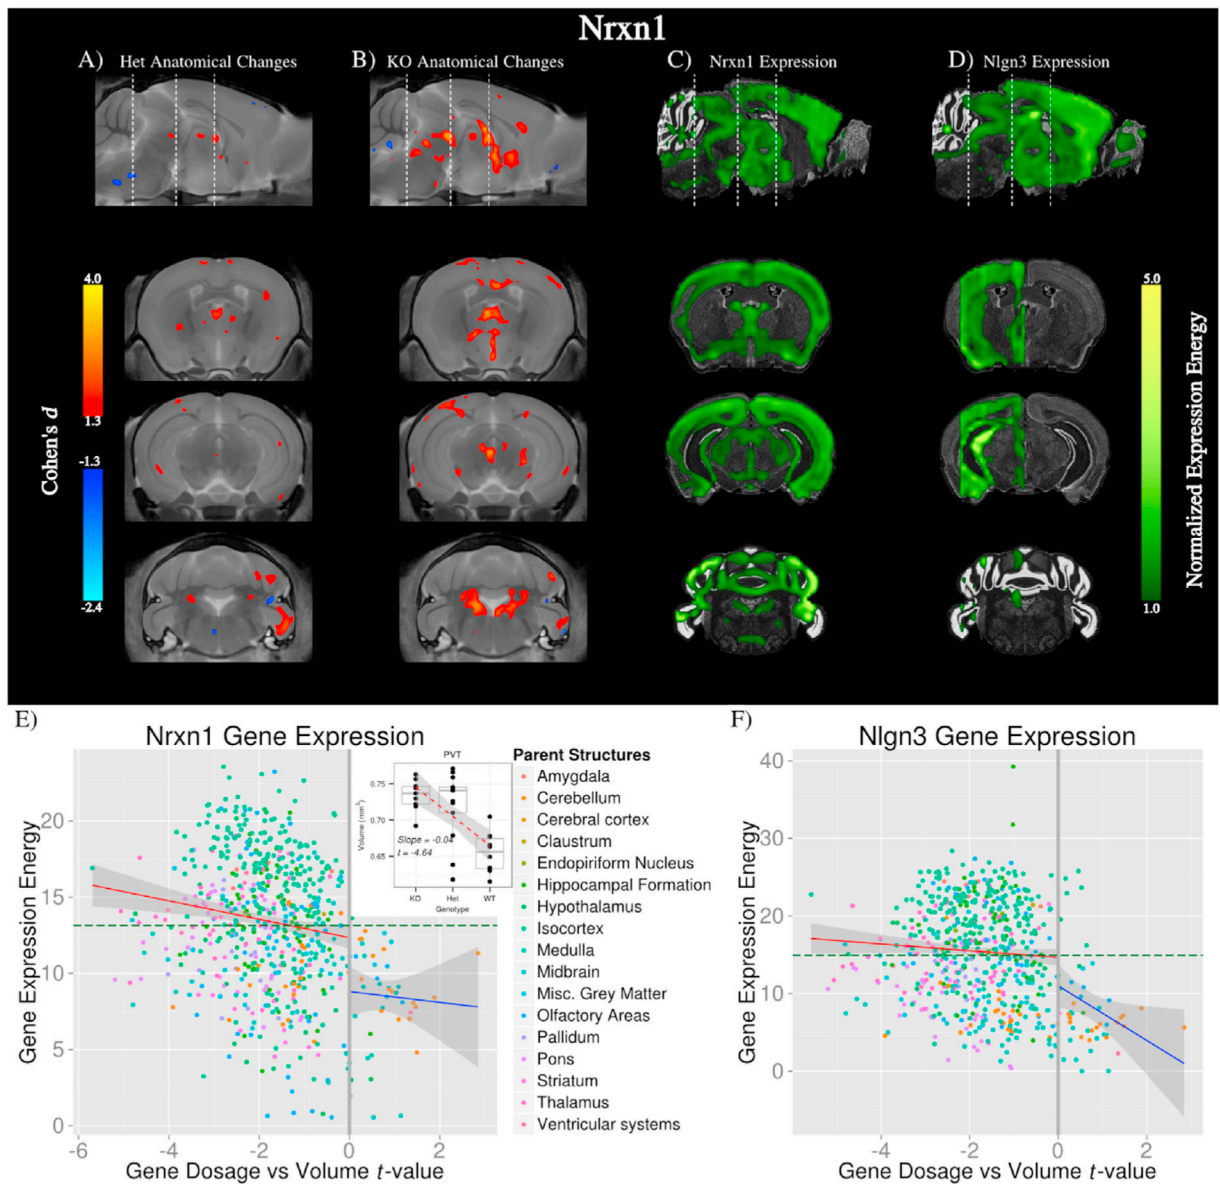 Nrxn1
A) Het Anatomical Changes
B) KO Anatomical Changes
C) Nrxn1 Expression
D) Nlgn3 Expression
Cohen's d
4.0
1.3
-1.3
-2.4
5.0
1.0
Normalized Expression Energy
E)
Nrxn1 Gene Expression
Gene Expression Energy
20
15
10
5
0
-6
-4
-2
0
2
Gene Dosage vs Volume t-value
PVT
Volume (mm³)
0.75
0.70
0.65
Slope = -0.04
t = -4.64
KO
Het
WT
Genotype
Parent Structures
Amygdala
Cerebellum
Cerebral cortex
Claustrum
Endopiriform Nucleus
Hippocampal Formation
Hypothalamus
Isocortex
Medulla
Midbrain
Misc. Grey Matter
Olfactory Areas
Pallidum
Pons
Striatum
Thalamus
Ventricular systems
F)
Nlgn3 Gene Expression
Gene Expression Energy
40
30
20
10
0
-4
-2
0
2
Gene Dosage vs Volume t-value